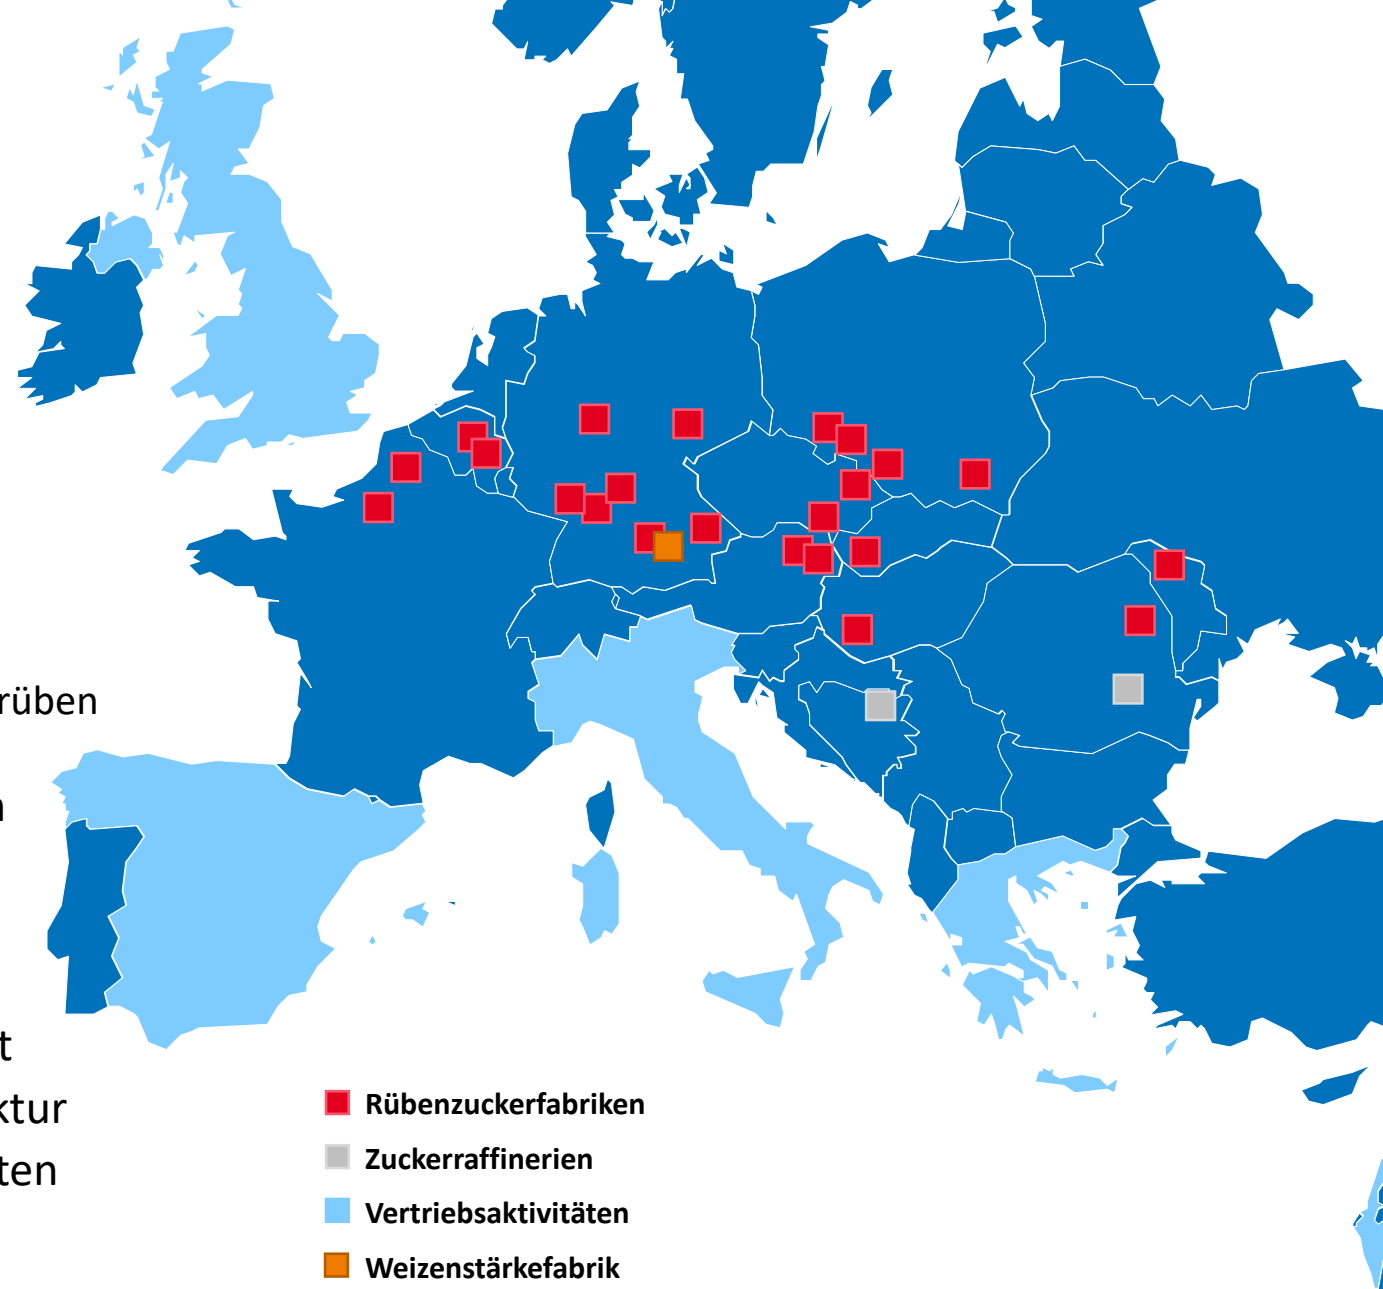 rüben
n
t
ktur
ten
Rübenzuckerfabriken
Zuckerraffinerien
Vertriebsaktivitäten
Weizenstärkefabrik